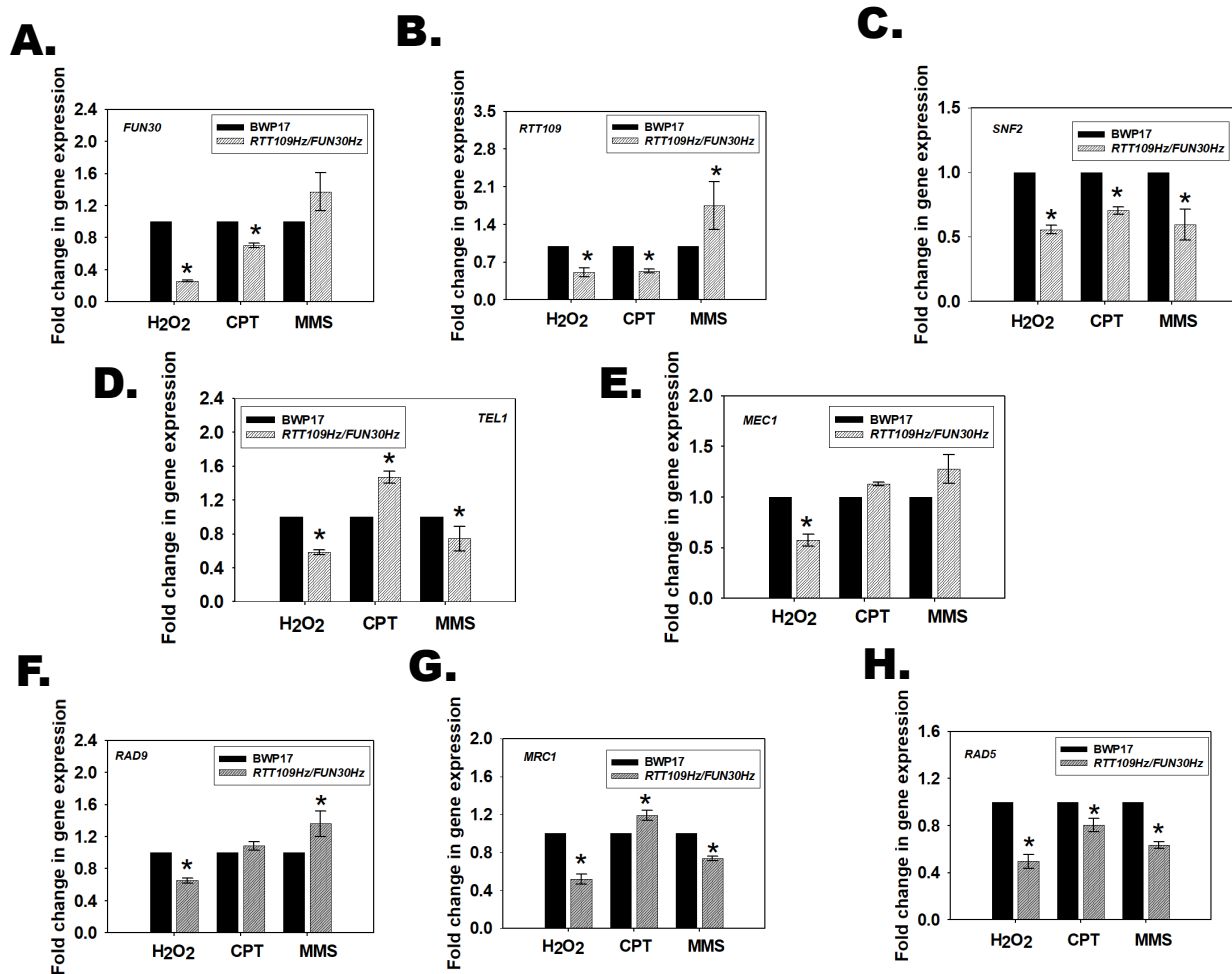 A.
Fold change in gene expression
2.4
2.0
1.6
1.2
0.8
0.4
0.0
FUN30
BWP17
RTT109Hz/FUN30Hz
*
*
H2O2 CPT MMS
B.
Fold change in gene expression
3.5
2.8
2.1
1.4
0.7
0.0
RTT109
BWP17
RTT109Hz/FUN30Hz
*
*
*
H2O2 CPT MMS
C.
Fold change in gene expression
1.5
1.0
0.5
0.0
SNF2
BWP17
RTT109Hz/FUN30Hz
*
*
*
H2O2 CPT MMS
D.
Fold change in gene expression
2.4
2.0
1.6
1.2
0.8
0.4
0.0
BWP17
RTT109Hz/FUN30Hz
TEL1
*
*
*
H2O2 CPT MMS
E.
Fold change in gene expression
2.0
1.5
1.0
0.5
0.0
MEC1
BWP17
RTT109Hz/FUN30Hz
*
H2O2 CPT MMS
F.
Fold change in gene expression
2.4
2.0
1.6
1.2
0.8
0.4
0.0
RAD9
BWP17
RTT109Hz/FUN30Hz
*
*
H2O2 CPT MMS
G.
Fold change in gene expression
2.0
1.6
1.2
0.8
0.4
0.0
MRC1
BWP17
RTT109Hz/FUN30Hz
*
*
*
H2O2 CPT MMS
H.
Fold change in gene expression
1.6
1.2
0.8
0.4
0.0
RAD5
BWP17
RTT109Hz/FUN30Hz
*
*
*
H2O2 CPT MMS